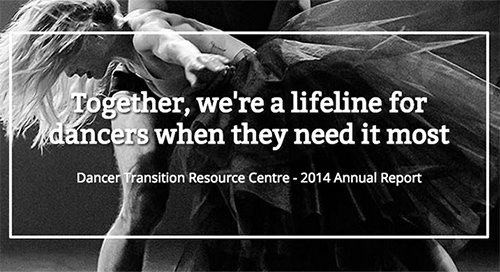 Together, we're a lifeline for
dancers when they need it most
Dancer Transition Resource Centre - 2014 Annual Report